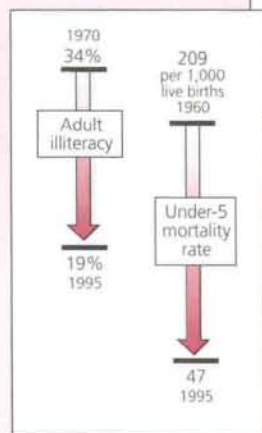 1970
34%
Adult
illiteracy
19%
1995
209
per 1,000
live births
1960
Under-5
mortality
rate
47
1995